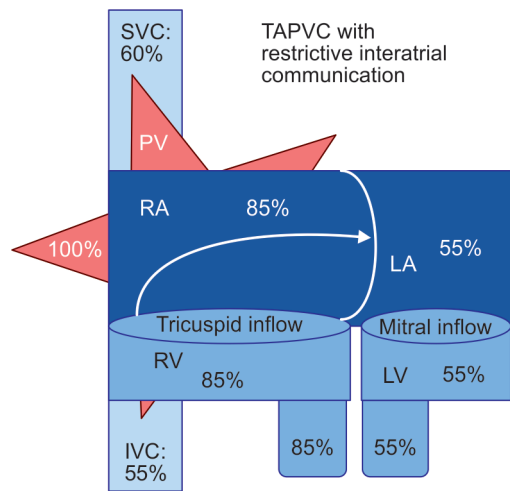 SVC:
60%
TAPVC with
restrictive interatrial
communication
PV
RA
85%
100%
55%
LA
Tricuspid inflow
Mitral inflow
RV
85%
LV
55%
85%
55%
IVC:
55%